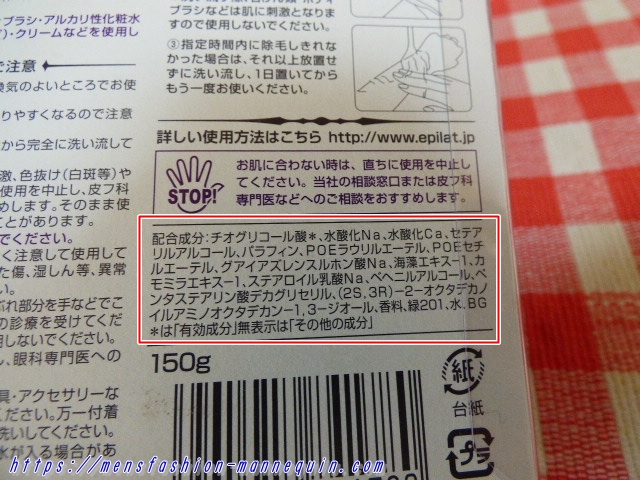 ブラシ・アルカリ性化粧水
・クリームなどを使用し
ご注意
換気のよいところでお使
りやすくなるので注意
から完全に洗い流して
激、色抜け(白斑等)や
使用を中止し、皮フ科
ります。そのまま使
ことがあります。
てください。
く注意して使用して
た傷、湿しん等、異常
ぶれ部分を手などでこ
の診療を受けてくだ
し、眼科専門医への
具・アクセサリーな
ください。万一付着
洗いしてください。
水が入る場合があ
ブラシなどは肌に刺激となりま
すので使用しないでください。
③指定時間内に除毛しきれな
かった場合は、それ以上放置せ
ずに洗い流し、1日置いてから
もう一度お使いください。
詳しい使用方法はこちら http://www.epilat.jp
STOP!
お肌に合わない時は、直ちに使用を中止し
てください。当社の相談窓口または皮フ科
専門医などへのご相談をおすすめします。
配合成分:チオグリコール酸*、水酸化Na、水酸化Ca、セテア
リルアルコール、パラフィン、POEラウリルエーテル、POEセチ
ルエーテル、グアイアズレンスルホン酸Na、海藻エキス-1、カ
モミラエキス-1、ステアロイル乳酸Na、ベヘニルアルコール、ペ
ンタステアリン酸デカグリセリル、(2S,3R)-2-オクタデカノ
イルアミノオクタデカン-1,3-ジオール、香料、緑201、水、BG
*は「有効成分」無表示は「その他の成分」
150g
紙
台紙
プラ
https://mensfashion-mannequin.com/